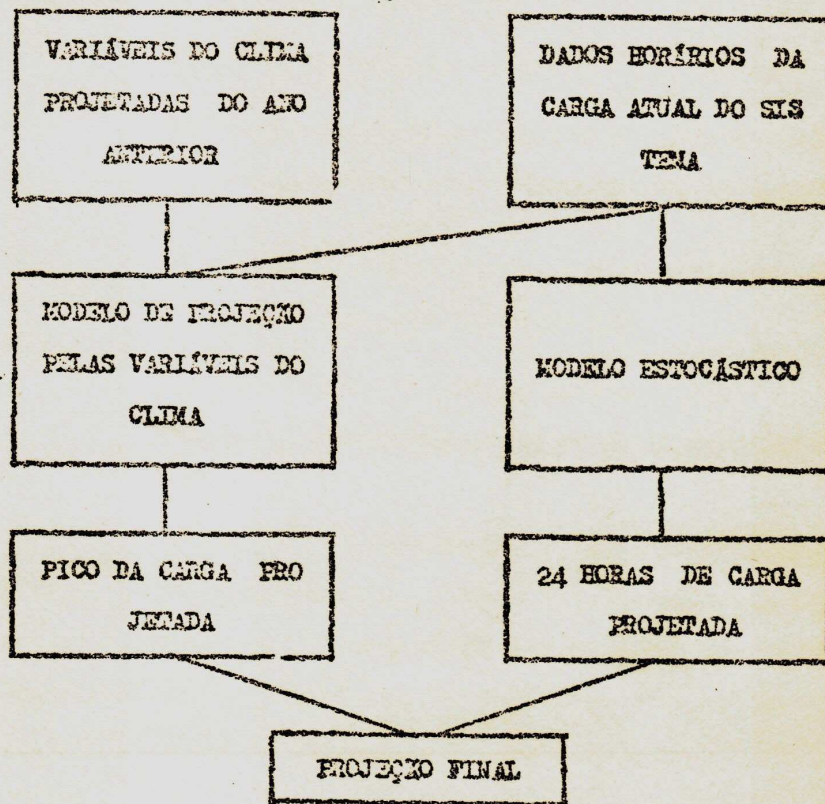 VARIÁVEIS DO CLIMA
PROJETADAS DO ANO
ANTERIOR
DADOS HORÁRIOS DA
CARGA ATUAL DO SIS
TEMA
MODELO DE PROJEÇÃO
PELAS VARIÁVEIS DO
CLIMA
MODELO ESTOCÁSTICO
PICO DA CARGA PRO
JETADA
24 HORAS DE CARGA
PROJETADA
PROJEÇÃO FINAL